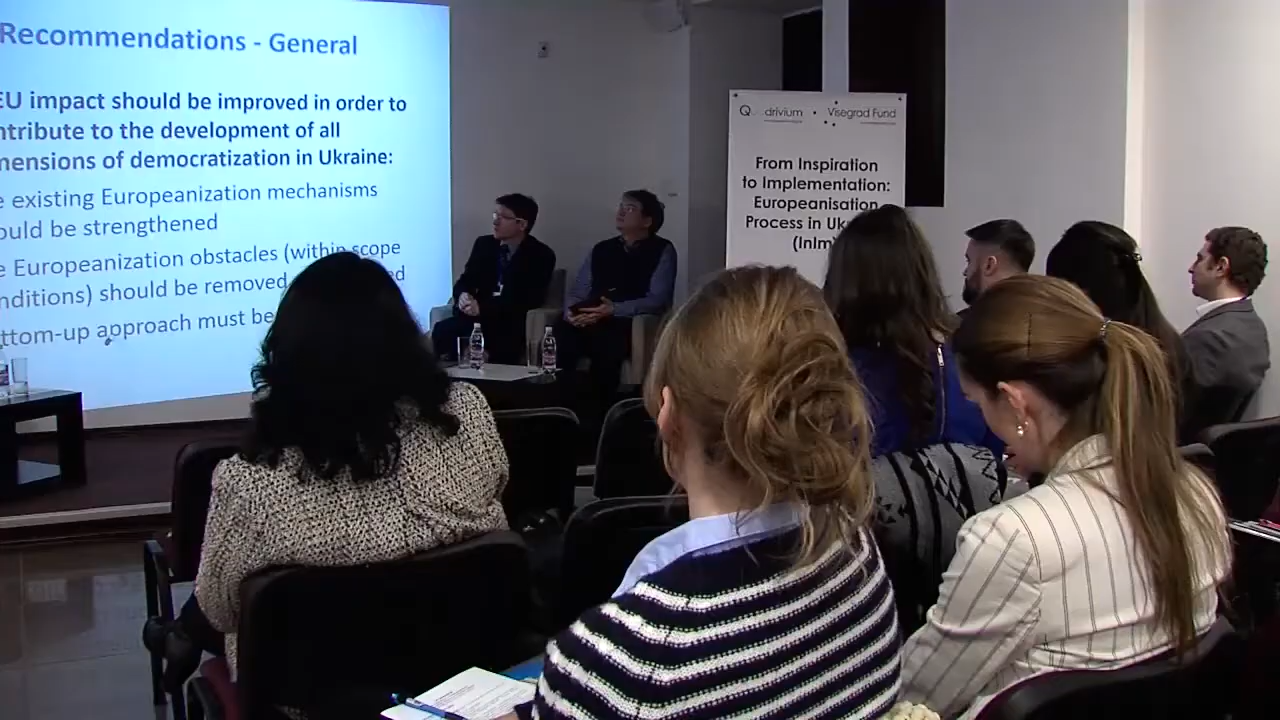 Recommendations - General
EU impact should be improved in order to
ntribute to the development of all
mensions of democratization in Ukraine:
e existing Europeanization mechanisms
ould be strengthened
e Europeanization obstacles (within scope
nditions) should be removed
ttom-up approach must be
Q drivium • Visegrad Fund
From Inspiration
to Implementation:
Europeanisation
Process in Uk
(InIm